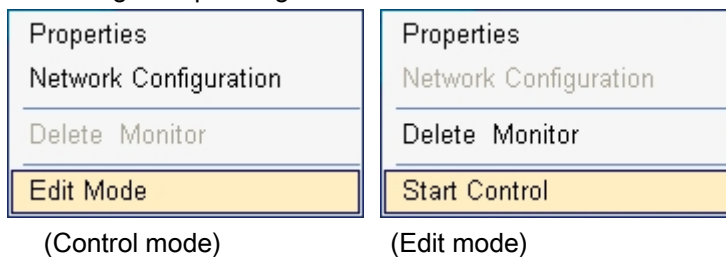 Properties
Network Configuration
Delete Monitor
Edit Mode
(Control mode)
Properties
Network Configuration
Delete Monitor
Start Control
(Edit mode)